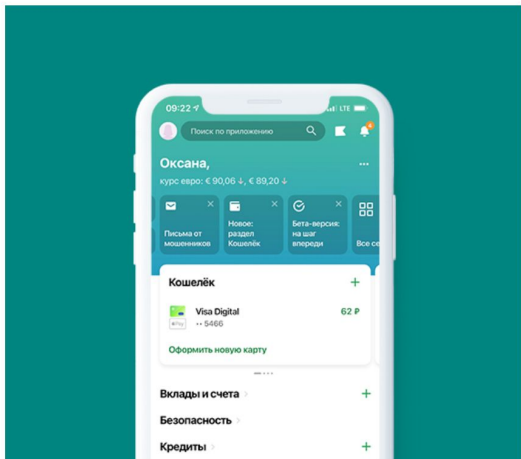 09:22
LTE
Поиск по приложению
Оксана,
курс евро: € 90,06 ↓, € 89,20 ↓
Письма от
мошенников
Новое:
раздел
Кошелёк
Бета-версия:
на шаг
впереди
Все се
Кошелёк
Visa Digital
62 ₽
•• 5466
Оформить новую карту
Вклады и счета
Безопасность
Кредиты